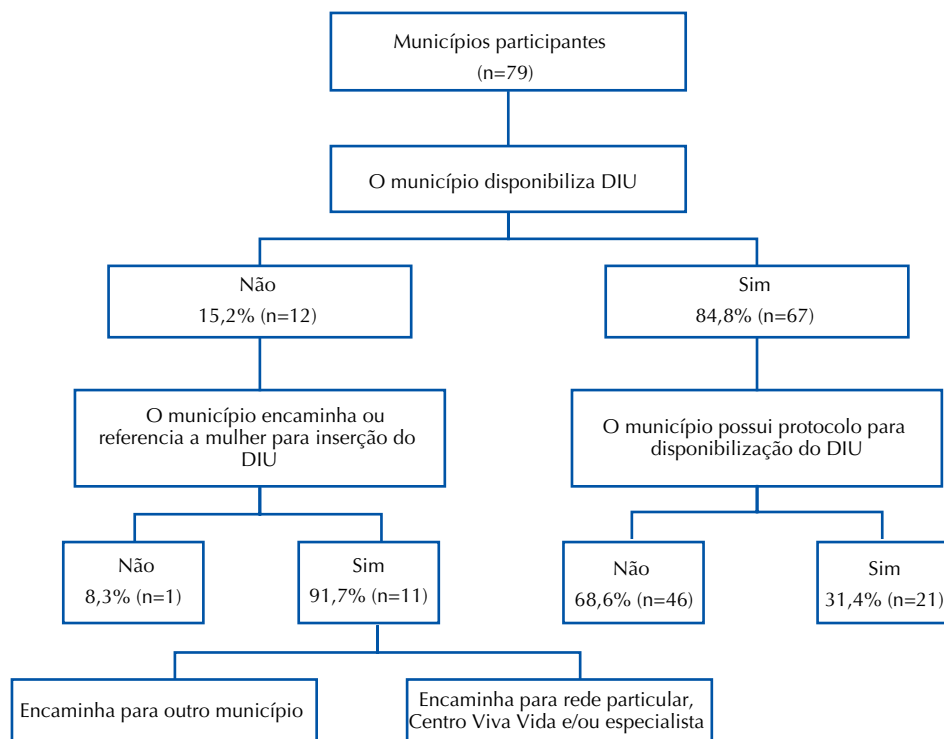 Municípios participantes
(n=79)
O município disponibiliza DIU
Não
15,2% (n=12)
Sim
84,8% (n=67)
O município encaminha ou
referencia a mulher para inserção do
DIU
O município possui protocolo para
disponibilização do DIU
Não
8,3% (n=1)
Sim
91,7% (n=11)
Não
68,6% (n=46)
Sim
31,4% (n=21)
Encaminha para outro município
Encaminha para rede particular,
Centro Viva Vida e/ou especialista